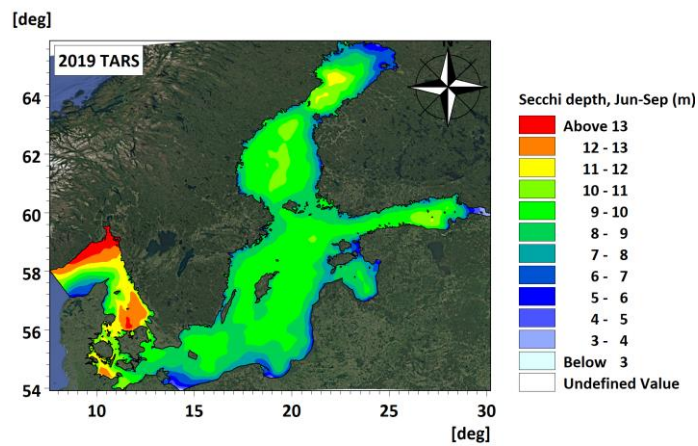 [deg]
2019 TARS
N
64
62
60
58
56
54
10 15 20 25 30
[deg]
Secchi depth, Jun-Sep (m)
Above 13
12 - 13
11 - 12
10 - 11
9 - 10
8 - 9
7 - 8
6 - 7
5 - 6
4 - 5
3 - 4
Below 3
Undefined Value